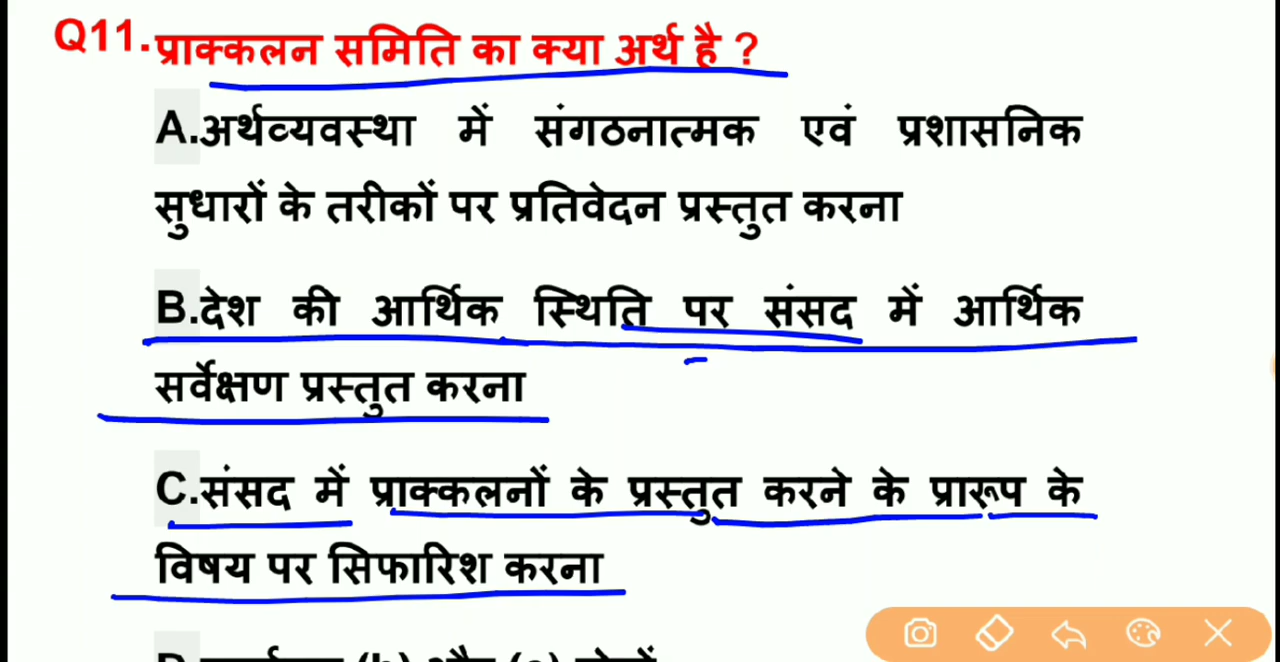 Q11. प्राक्कलन समिति का क्या अर्थ है ?
A.अर्थव्यवस्था में संगठनात्मक एवं प्रशासनिक
सुधारों के तरीकों पर प्रतिवेदन प्रस्तुत करना
B.देश की आर्थिक स्थिति पर संसद में आर्थिक
सर्वेक्षण प्रस्तुत करना
C.संसद में प्राक्कलनों के प्रस्तुत करने के प्रारूप के
विषय पर सिफारिश करना